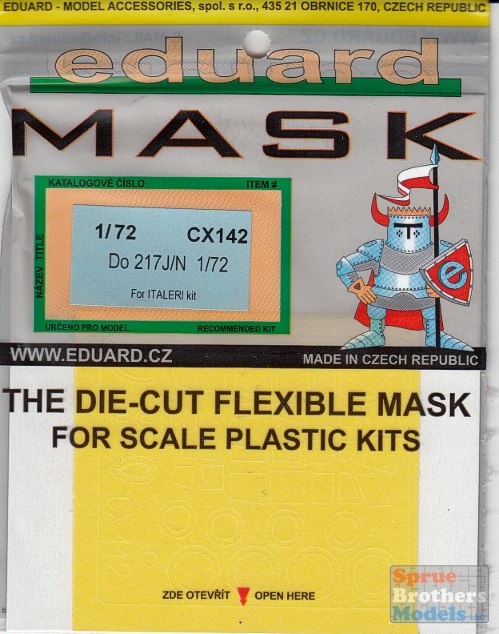 EDUARD - MODEL ACCESSORIES, spol. s r.o., 435 21 OBRNICE 170, CZECH REPUBLIC
eduard
MASK
KATALOGOVÉ ČÍSLO ITEM #
NÁZEV TITLE
1/72 CX142
Do 217J/N 1/72
For ITALERI kit
URČENO PRO MODEL RECOMMENDED KIT
e
WWW.EDUARD.CZ MADE IN CZECH REPUBLIC
THE DIE-CUT FLEXIBLE MASK
FOR SCALE PLASTIC KITS
CX142
ZDE OTEVŘÍT OPEN HERE
Sprue
Brothers
Models LLC